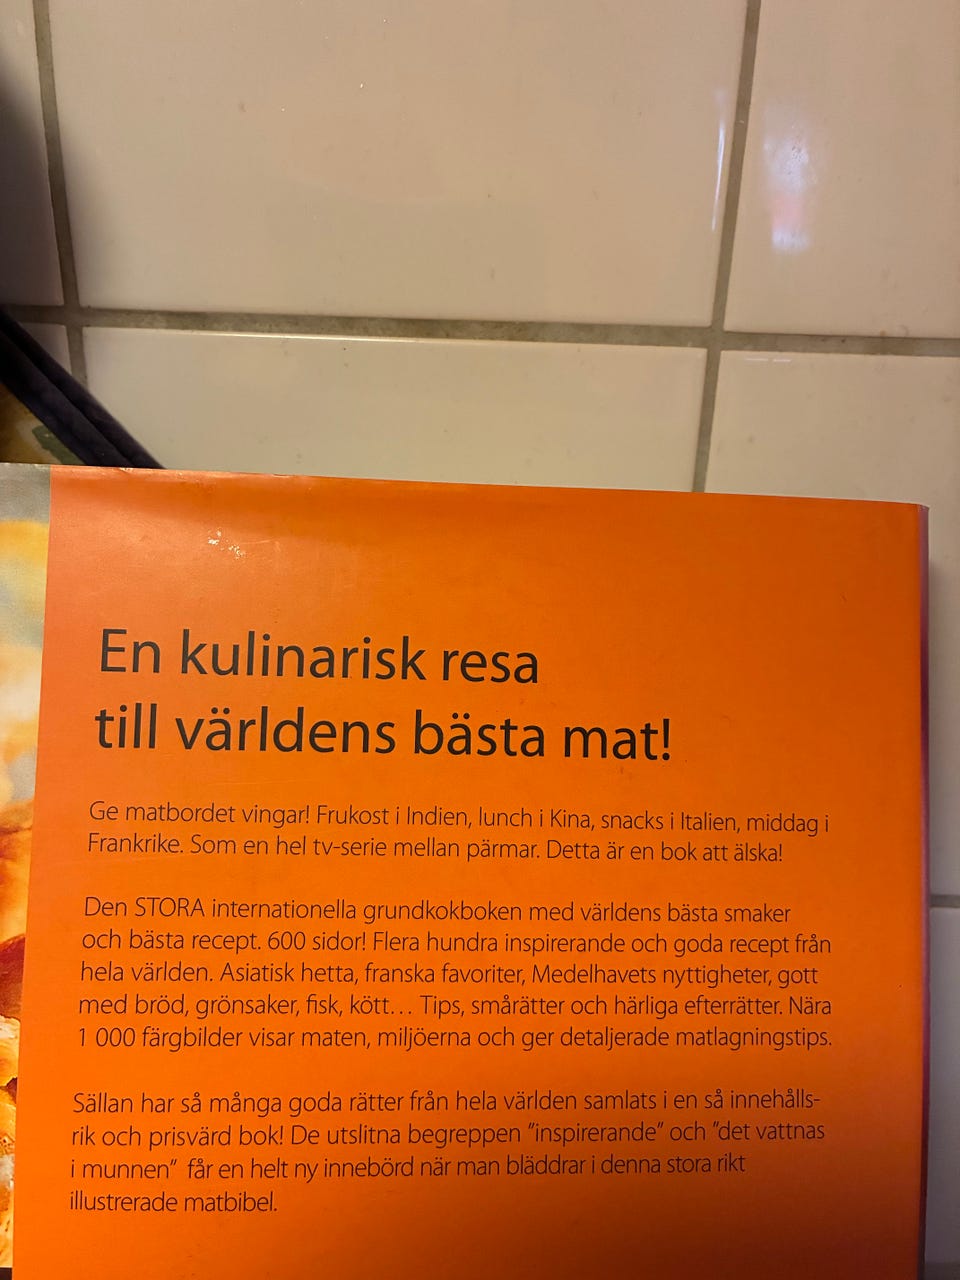 En kulinarisk resa
till världens bästa mat!
Ge matbordet vingar! Frukost i Indien, lunch i Kina, snacks i Italien, middag i
Frankrike. Som en hel tv-serie mellan pärmar. Detta är en bok att älska!
Den STORA internationella grundkokboken med världens bästa smaker
och bästa recept. 600 sidor! Flera hundra inspirerande och goda recept från
hela världen. Asiatisk hetta, franska favoriter, Medelhavets nyttigheter, gott
med bröd, grönsaker, fisk, kött... Tips, smårätter och härliga efterrätter. Nära
1 000 färgbilder visar maten, miljöerna och ger detaljerade matlagningstips.
Sällan har så många goda rätter från hela världen samlats i en så innehålls-
rik och prisvärd bok! De utslitna begreppen "inspirerande" och "det vattnas
i munnen" får en helt ny innebörd när man bläddrar i denna stora rikt
illustrerade matbibel.